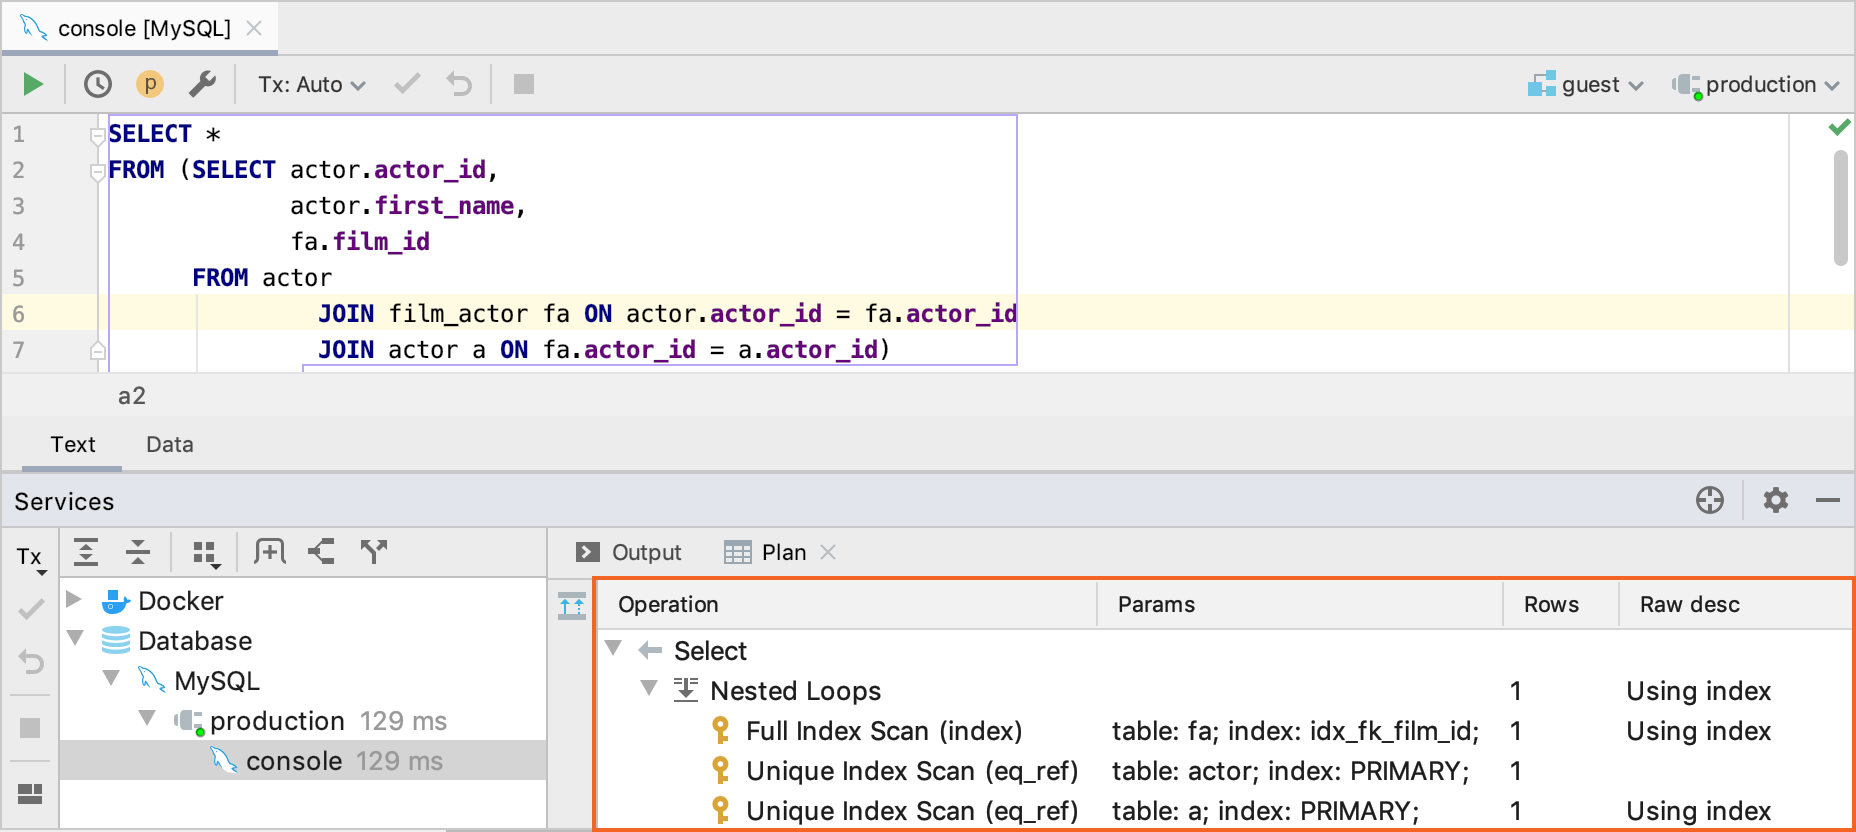 console [MySQL]
p Tx: Auto guest production
1 SELECT *
2 FROM (SELECT actor.actor_id,
3 actor.first_name,
4 fa.film_id
5 FROM actor
6 JOIN film_actor fa ON actor.actor_id = fa.actor_id
7 JOIN actor a ON fa.actor_id = a.actor_id)
a2
Text Data
Services
Tx
Output Plan
Docker
Database
MySQL
production 129 ms
console 129 ms
Operation Params Rows Raw desc
Select
Nested Loops 1 Using index
Full Index Scan (index) table: fa; index: idx_fk_film_id; 1 Using index
Unique Index Scan (eq_ref) table: actor; index: PRIMARY; 1
Unique Index Scan (eq_ref) table: a; index: PRIMARY; 1 Using index